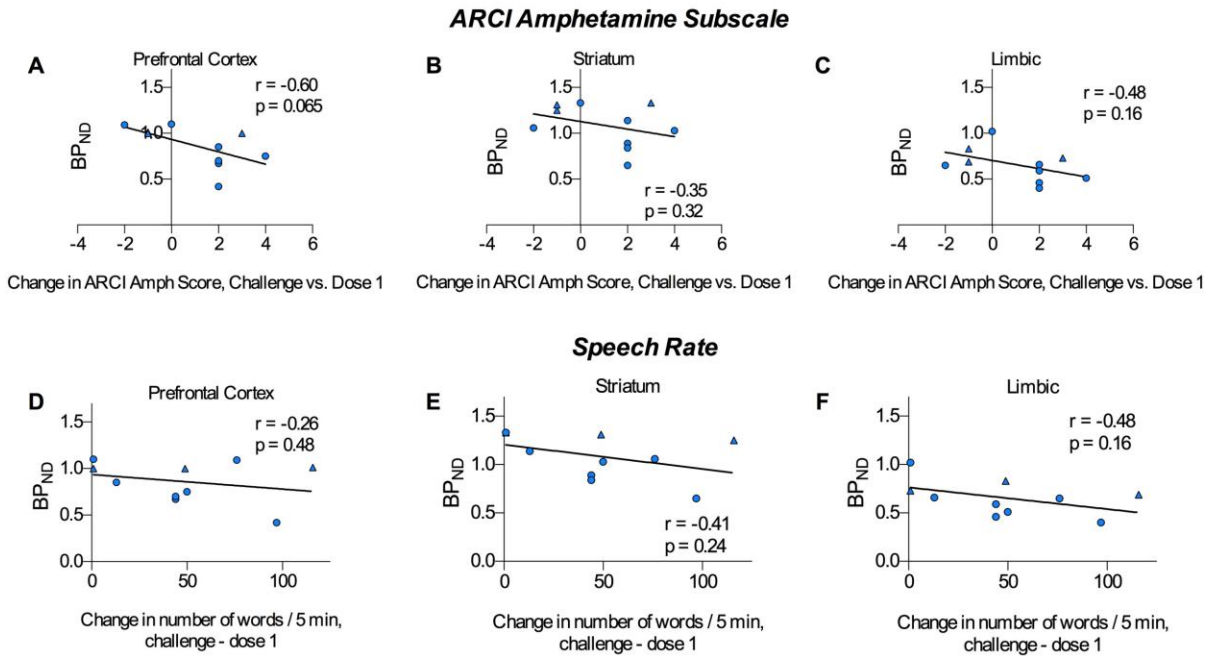 ARCI Amphetamine Subscale
A
Prefrontal Cortex
r = -0.60
p = 0.065
1.5
1.0
0.5
BPND
-4 -2 0 2 4 6
Change in ARCI Amph Score, Challenge vs. Dose 1
B
Striatum
1.5
1.0
0.5
BPND
r = -0.35
p = 0.32
-4 -2 0 2 4 6
Change in ARCI Amph Score, Challenge vs. Dose 1
C
Limbic
r = -0.48
p = 0.16
1.5
1.0
0.5
BPND
-4 -2 0 2 4 6
Change in ARCI Amph Score, Challenge vs. Dose 1
Speech Rate
D
Prefrontal Cortex
r = -0.26
p = 0.48
1.5
1.0
0.5
0.0
BPND
0 50 100
Change in number of words / 5 min,
challenge - dose 1
E
Striatum
1.5
1.0
0.5
0.0
BPND
r = -0.41
p = 0.24
0 50 100
Change in number of words / 5 min,
challenge - dose 1
F
Limbic
r = -0.48
p = 0.16
1.5
1.0
0.5
0.0
BPND
0 50 100
Change in number of words / 5 min,
challenge - dose 1